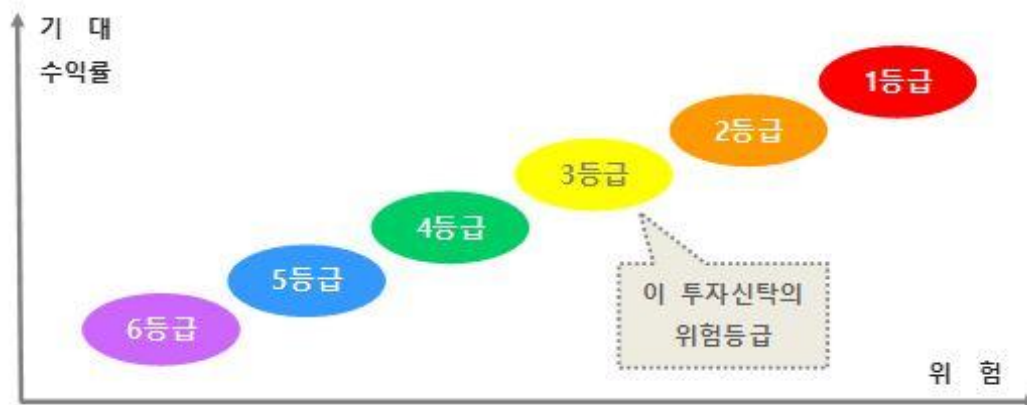 기 대
수익률
1등급
2등급
3등급
4등급
5등급
6등급
이 투자신탁의
위험등급
위 험